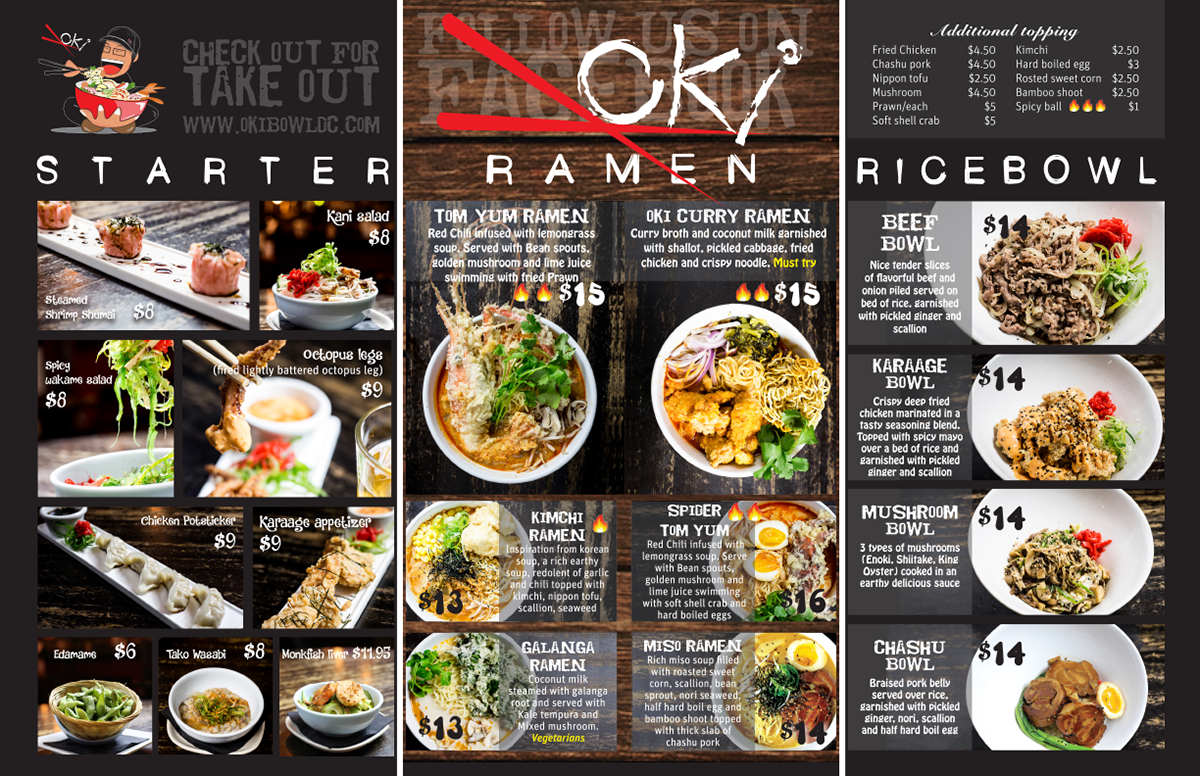 OKi
CHECK OUT FOR
TAKE OUT
WWW.OKIBOWLDC.COM
STARTER
Steamed
Shrimp Shumai $8
Kani salad
$8
Spicy
wakame salad
$8
Octopus legs
(fired lightly battered octopus leg)
$9
Chicken Potsticker
$9
Karaage appetizer
$9
Edamame $6
Tako Wasabi $8
Monkfish liver $11.95
FOLLOW US ON
FACEBOOK
OKi
RAMEN
TOM YUM RAMEN
Red Chili infused with lemongrass
soup. Served with Bean spouts,
golden mushroom and lime juice
swimming with fried Prawn
$15
OKI CURRY RAMEN
Curry broth and coconut milk garnished
with shallot, pickled cabbage, fried
chicken and crispy noodle. Must try
$15
KIMCHI
RAMEN
Inspiration from korean
soup, a rich earthy
soup, redolent of garlic
and chili topped with
kimchi, nippon tofu,
scallion, seaweed
$13
SPIDER
TOM YUM
Red Chili infused with
lemongrass soup. Serve
with Bean spouts,
golden mushroom and
lime juice swimming
with soft shell crab and
hard boiled eggs
$16
GALANGA
RAMEN
Coconut milk
steamed with galanga
root and served with
Kale tempura and
Mixed mushroom.
Vegetarians
$13
MISO RAMEN
Rich miso soup filled
with roasted sweet
corn, scallion, bean
sprout, nori seaweed,
half hard boil egg and
bamboo shoot topped
with thick slab of
chasu pork
$14
Additional topping
Fried Chicken $4.50
Chashu pork $4.50
Nippon tofu $2.50
Mushroom $4.50
Prawn/each $5
Soft shell crab $5
Kimchi $2.50
Hard boiled egg $3
Rosted sweet corn $2.50
Bamboo shoot $2.50
Spicy ball 🔥🔥🔥 $1
RICEBOWL
BEEF
BOWL
$14
Nice tender slices
of flavorful beef and
onion piled served on
bed of rice, garnished
with pickled ginger and
scallion
KARAAGE
BOWL
$14
Crispy deep fried
chicken marinated in a
tasty seasoning blend.
Topped with spicy mayo
over a bed of rice and
garnished with pickled
ginger and scallion
MUSHROOM
BOWL
$14
3 types of mushrooms
(Enoki, Shiitake, King
Oyster) cooked in an
earthy delicious sauce
CHASHU
BOWL
$14
Braised pork belly
served over rice,
garnished with pickled
ginger, nori, scallion
and half hard boil egg